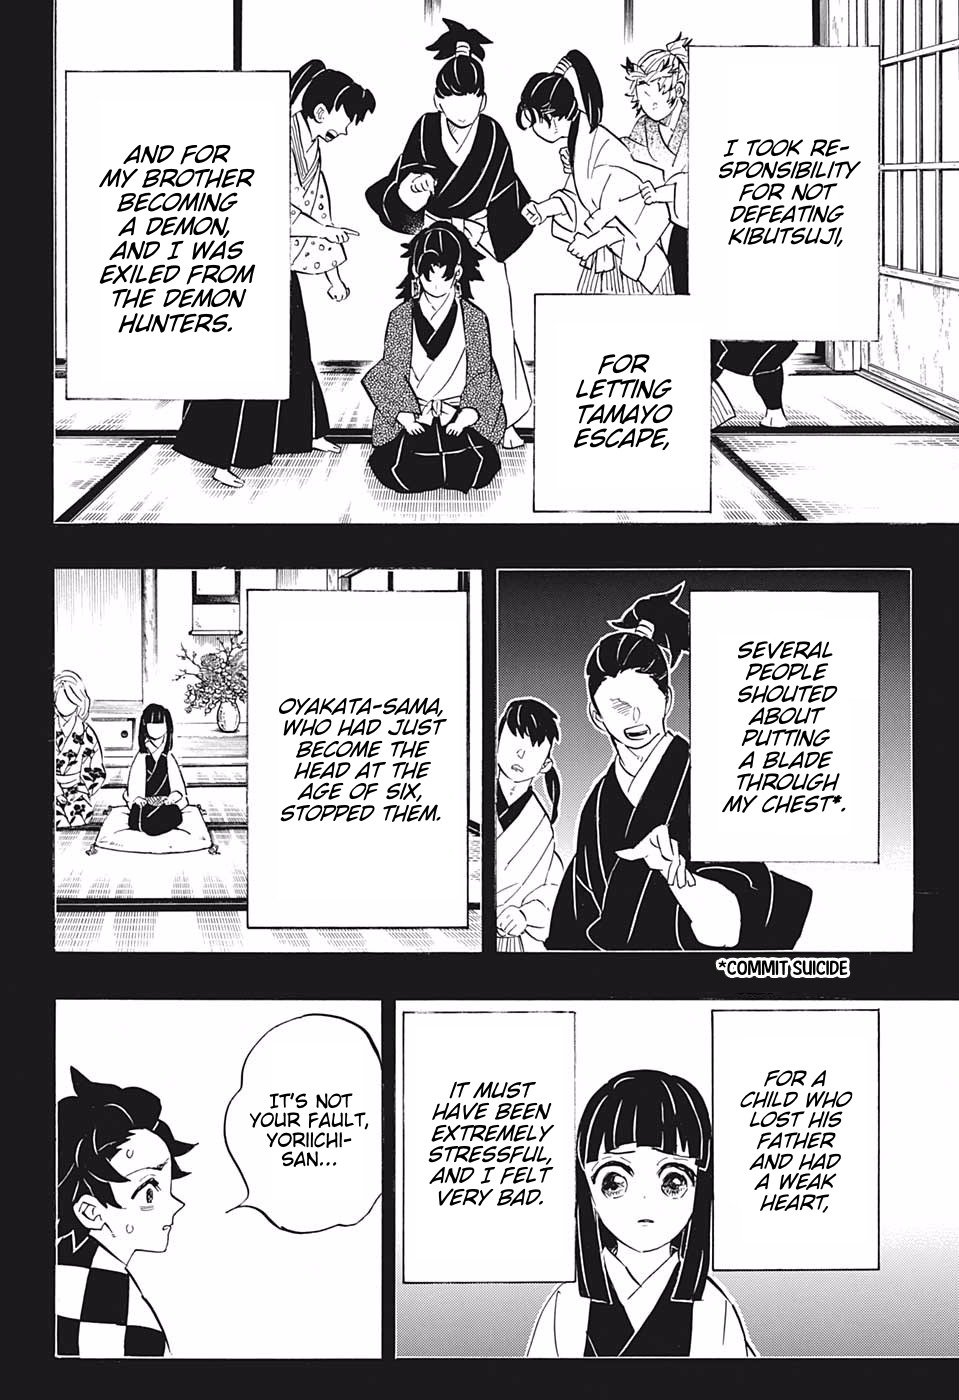 I TOOK RE-
SPONSIBILITY
FOR NOT
DEFEATING
KIBUTSUJI,
FOR
LETTING
TAMAYO
ESCAPE,
AND FOR
MY BROTHER
BECOMING
A DEMON,
AND I WAS
EXILED FROM
THE DEMON
HUNTERS.
SEVERAL
PEOPLE
SHOUTED
ABOUT
PUTTING
A BLADE
THROUGH
MY CHEST*.
*COMMIT SUICIDE
OYAKATA-SAMA,
WHO HAD JUST
BECOME THE
HEAD AT THE
AGE OF SIX,
STOPPED THEM.
FOR A
CHILD WHO
LOST HIS
FATHER
AND HAD
A WEAK
HEART,
IT MUST
HAVE BEEN
EXTREMELY
STRESSFUL,
AND I FELT
VERY BAD.
IT'S NOT
YOUR FAULT,
YORIICHI-
SAN...